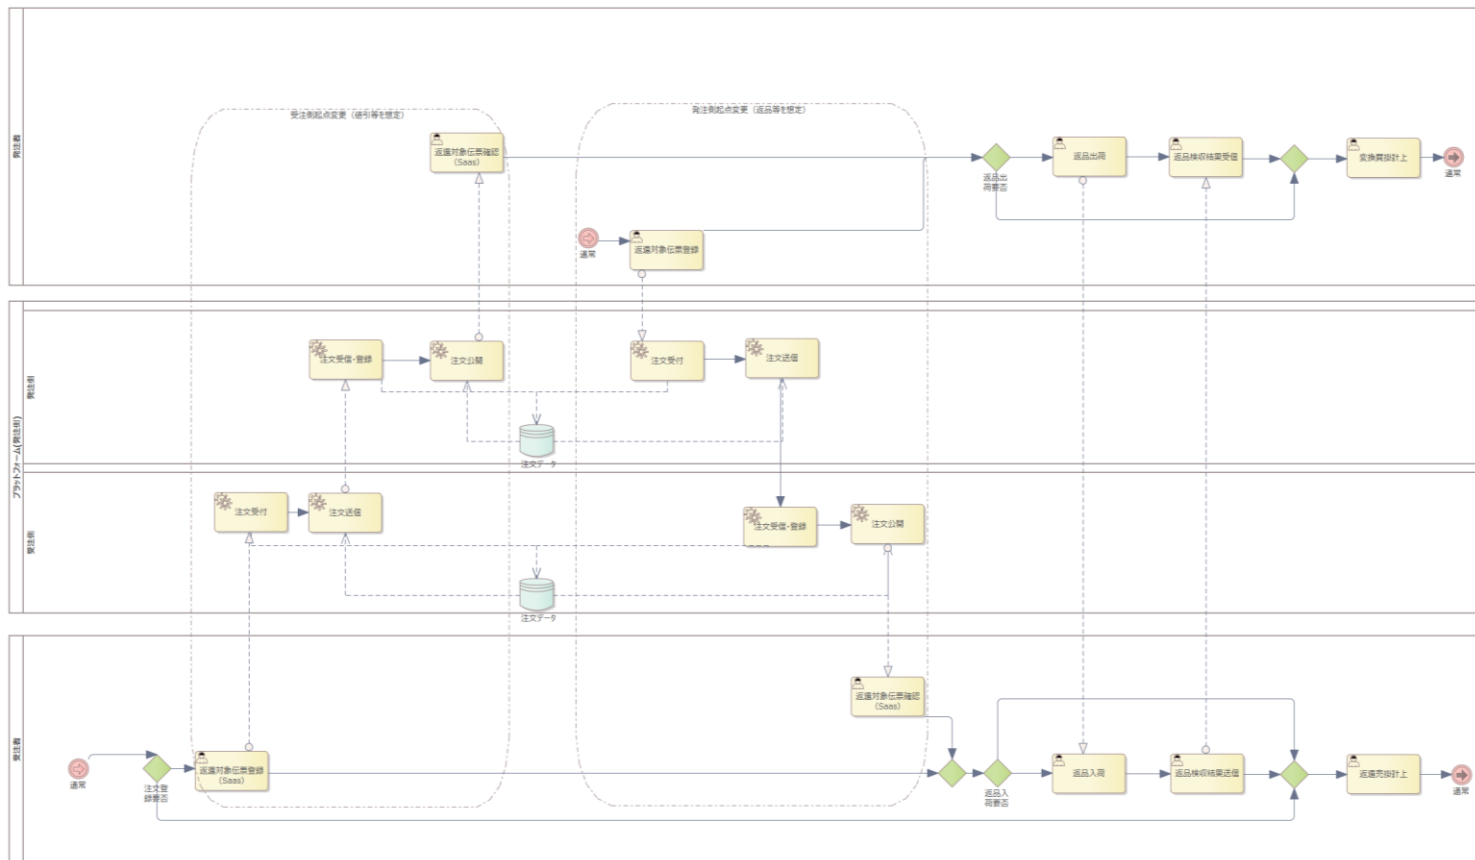 発注者
受注側起点変更（値引等を想定）
発注側起点変更（返品等を想定）
返還対象伝票確認
（Saas）
返品出荷
返品検収結果受信
変換買掛計上
通常
返品出
荷要否
通常
返還対象伝票登録
プラットフォーム(発注側)
発注側
注文受信・登録
注文公開
注文受付
注文送信
注文データ
受注側
注文受付
注文送信
注文受信・登録
注文公開
注文データ
受注者
返還対象伝票確認
（Saas）
通常
注文登
録要否
返還対象伝票登録
（Saas）
返品入
荷要否
返品入荷
返品検収結果送信
返還売掛計上
通常